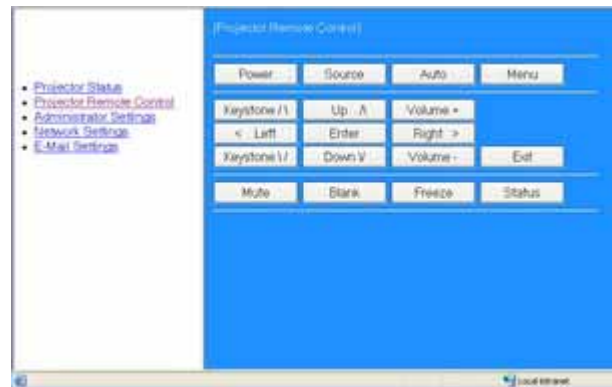 [Projector Remote Control]
Projector Status
Projector Remote Control
Administrator Settings
Network Settings
E-Mail Settings
Power Source Auto Menu
Keystone /\ Up /\ Volume +
< Left Enter Right >
Keystone \/ Down \/ Volume - Exit
Mute Blank Freeze Status
Local intranet